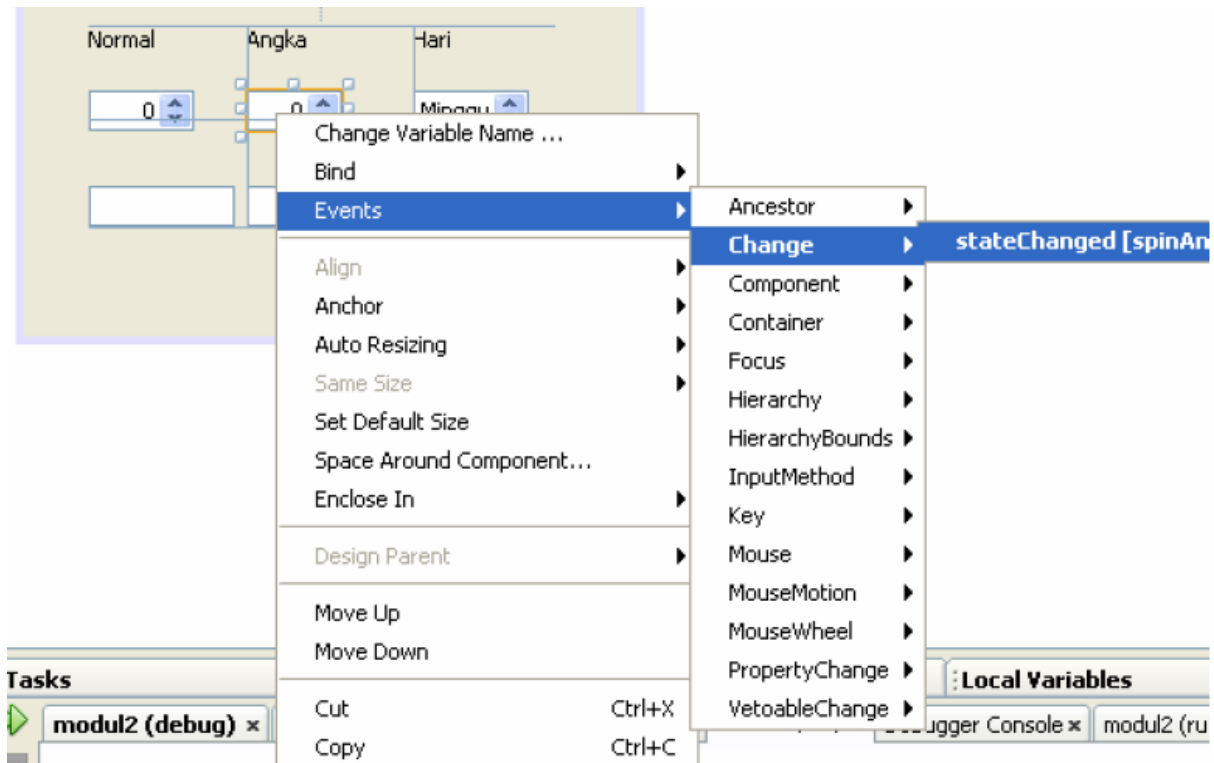 Normal Angka Hari
0 0 Minggu
Change Variable Name ...
Bind
Events
Align
Anchor
Auto Resizing
Same Size
Set Default Size
Space Around Component...
Enclose In
Design Parent
Move Up
Move Down
Cut Ctrl+X
Copy Ctrl+C
Ancestor
Change
Component
Container
Focus
Hierarchy
HierarchyBounds
InputMethod
Key
Mouse
MouseMotion
MouseWheel
PropertyChange
VetoableChange
stateChanged [spinAn
Tasks
Local Variables
modul2 (debug) x
ugger Console x modul2 (ru